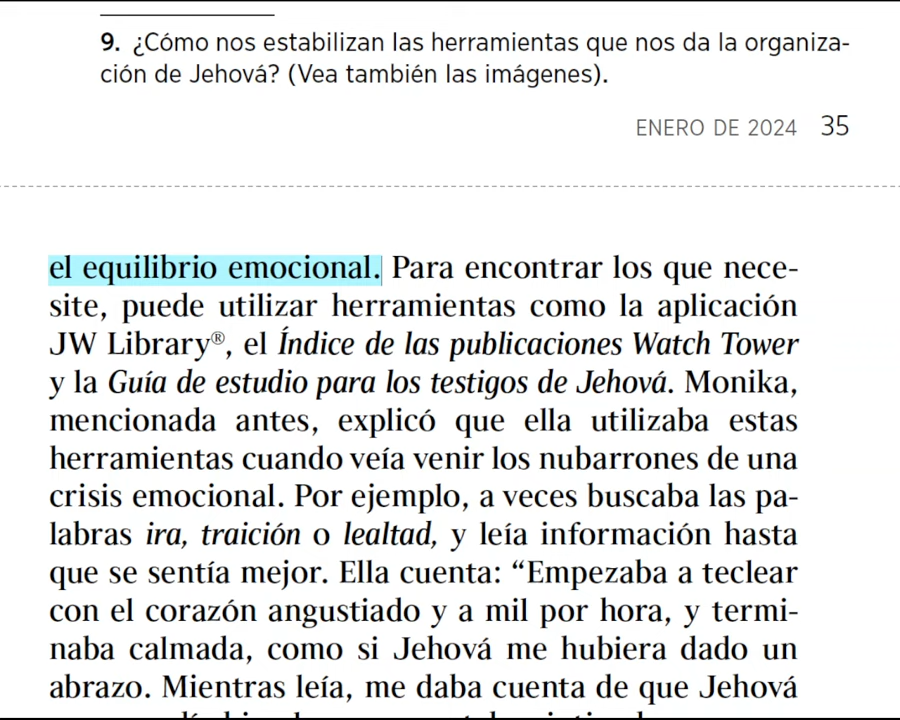 9. ¿Cómo nos estabilizan las herramientas que nos da la organiza-
ción de Jehová? (Vea también las imágenes).
ENERO DE 2024 35
el equilibrio emocional. Para encontrar los que nece-
site, puede utilizar herramientas como la aplicación
JW Library®, el Índice de las publicaciones Watch Tower
y la Guía de estudio para los testigos de Jehová. Monika,
mencionada antes, explicó que ella utilizaba estas
herramientas cuando veía venir los nubarrones de una
crisis emocional. Por ejemplo, a veces buscaba las pa-
labras ira, traición o lealtad, y leía información hasta
que se sentía mejor. Ella cuenta: “Empezaba a teclear
con el corazón angustiado y a mil por hora, y termi-
naba calmada, como si Jehová me hubiera dado un
abrazo. Mientras leía, me daba cuenta de que Jehová